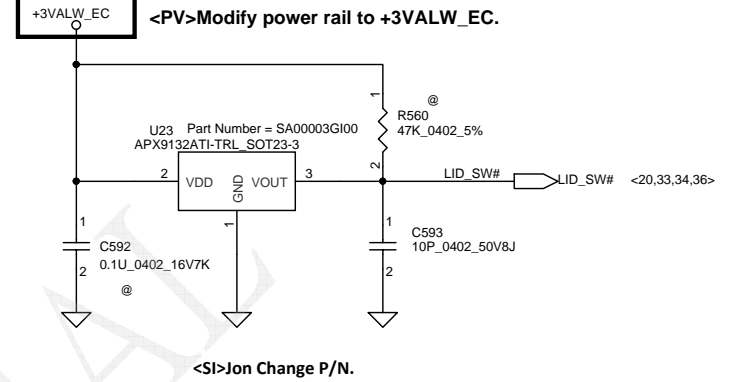 +3VALW_EC
<PV>Modify power rail to +3VALW_EC.
1
@
R560
47K_0402_5%
2
U23 Part Number = SA00003GI00
APX9132ATI-TRL_SOT23-3
2 VDD GND VOUT 3
1
LID_SW# LID_SW# <20,33,34,36>
1
C592
0.1U_0402_16V7K
2
@
1
C593
10P_0402_50V8J
2
<SI>Jon Change P/N.